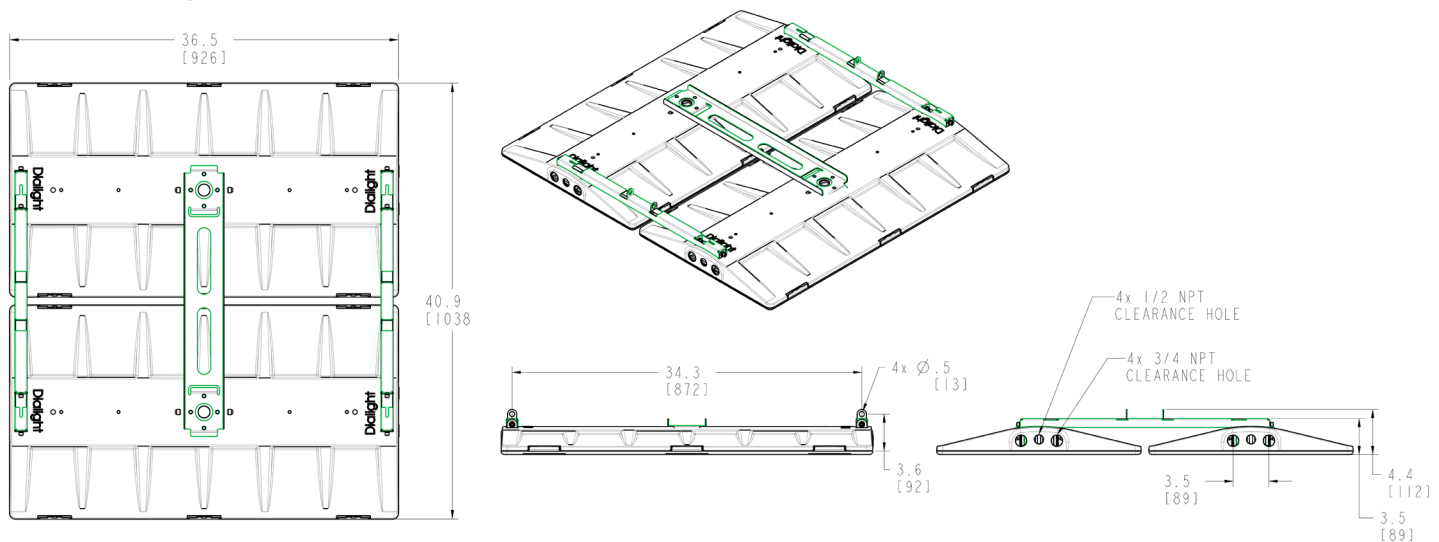 36.5
[926]
Dialight
Dialight
40.9
[1038
Dialight
Dialight
Dialight
Dialight
Dialight
Dialight
34.3
[872]
4x Ø.5
[13]
3.6
[92]
4x 1/2 NPT
CLEARANCE HOLE
4x 3/4 NPT
CLEARANCE HOLE
3.5
[89]
4.4
[112]
3.5
[89]